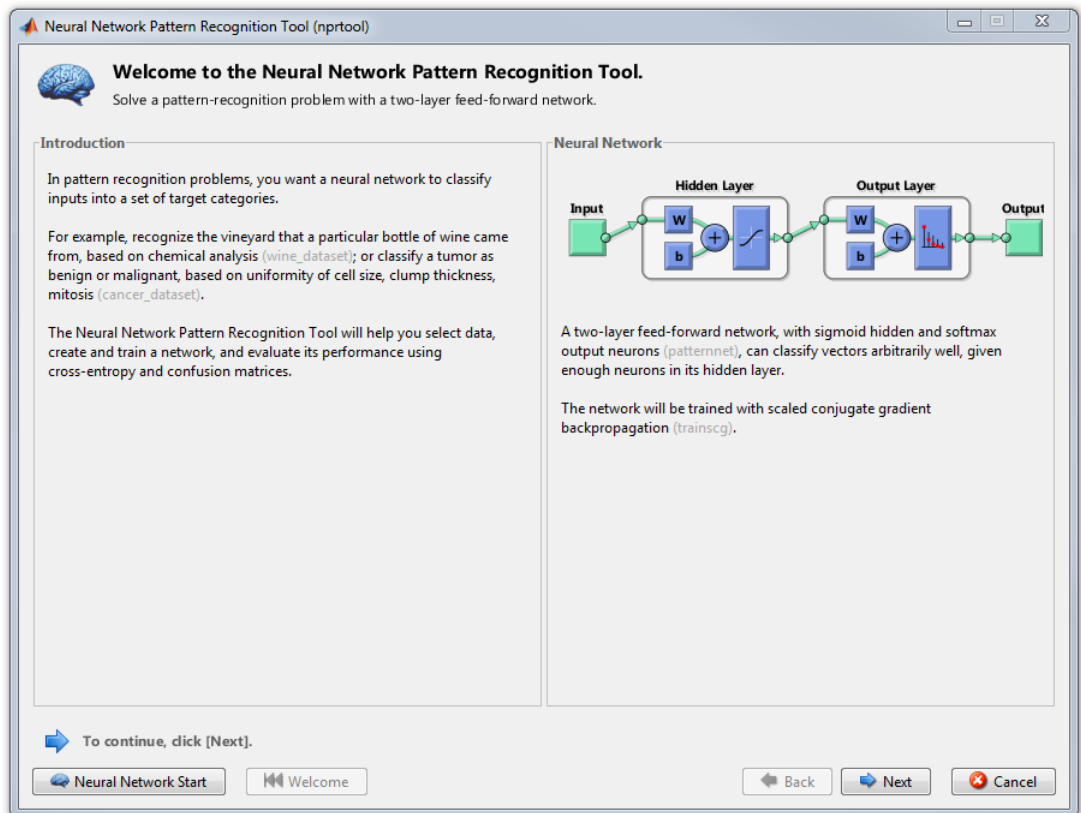 Neural Network Pattern Recognition Tool (nprtool)
Welcome to the Neural Network Pattern Recognition Tool.
Solve a pattern-recognition problem with a two-layer feed-forward network.
Introduction
In pattern recognition problems, you want a neural network to classify
inputs into a set of target categories.
For example, recognize the vineyard that a particular bottle of wine came
from, based on chemical analysis (wine_dataset); or classify a tumor as
benign or malignant, based on uniformity of cell size, clump thickness,
mitosis (cancer_dataset).
The Neural Network Pattern Recognition Tool will help you select data,
create and train a network, and evaluate its performance using
cross-entropy and confusion matrices.
Neural Network
Hidden Layer
Output Layer
Input
Output
W
W
b
b
A two-layer feed-forward network, with sigmoid hidden and softmax
output neurons (patternnet), can classify vectors arbitrarily well, given
enough neurons in its hidden layer.
The network will be trained with scaled conjugate gradient
backpropagation (trainscg).
To continue, click [Next].
Neural Network Start
Welcome
Back
Next
Cancel